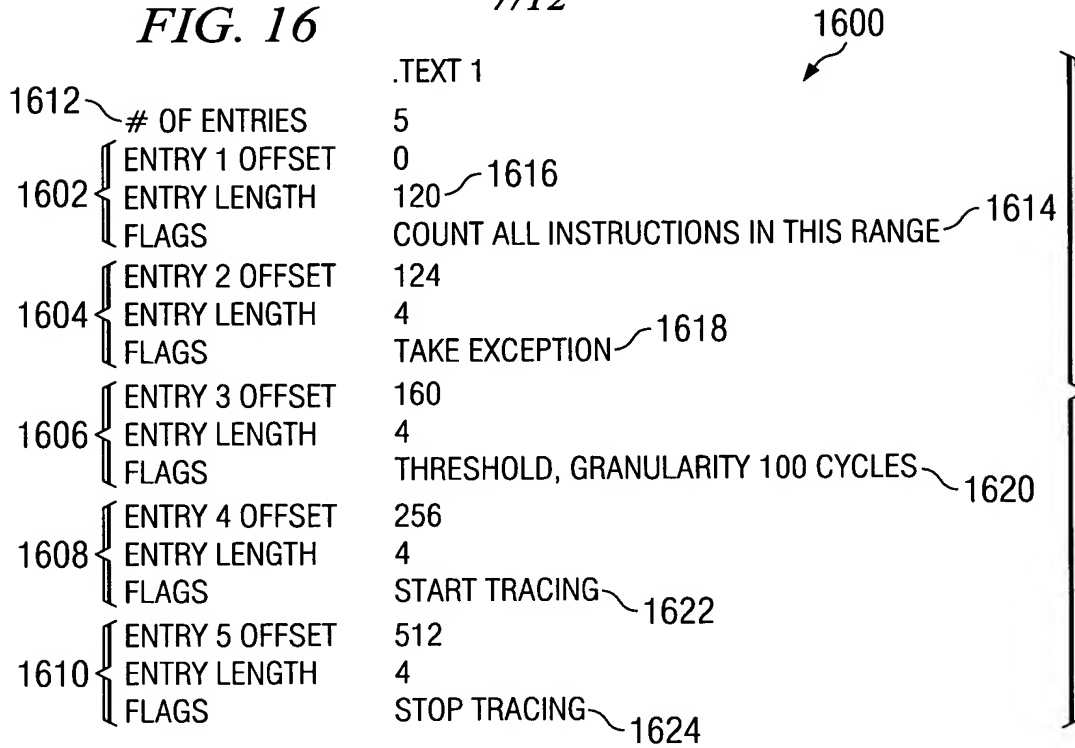 FIG. 16
1600
.TEXT 1
1612 # OF ENTRIES 5
ENTRY 1 OFFSET 0
1602 ENTRY LENGTH 120 1616
FLAGS COUNT ALL INSTRUCTIONS IN THIS RANGE 1614
ENTRY 2 OFFSET 124
1604 ENTRY LENGTH 4
FLAGS TAKE EXCEPTION 1618
ENTRY 3 OFFSET 160
1606 ENTRY LENGTH 4
FLAGS THRESHOLD, GRANULARITY 100 CYCLES 1620
ENTRY 4 OFFSET 256
1608 ENTRY LENGTH 4
FLAGS START TRACING 1622
ENTRY 5 OFFSET 512
1610 ENTRY LENGTH 4
FLAGS STOP TRACING 1624